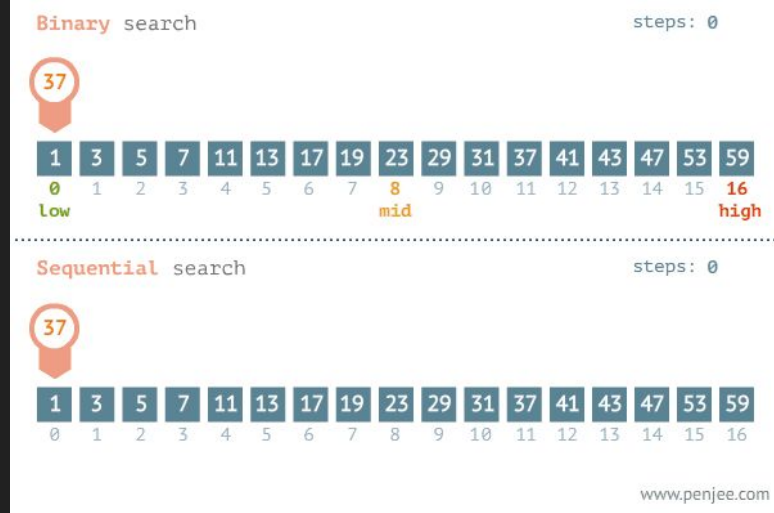 Binary search steps: 0
37
1 3 5 7 11 13 17 19 23 29 31 37 41 43 47 53 59
0 1 2 3 4 5 6 7 8 9 10 11 12 13 14 15 16
low mid high
Sequential search steps: 0
37
1 3 5 7 11 13 17 19 23 29 31 37 41 43 47 53 59
0 1 2 3 4 5 6 7 8 9 10 11 12 13 14 15 16
www.penjee.com